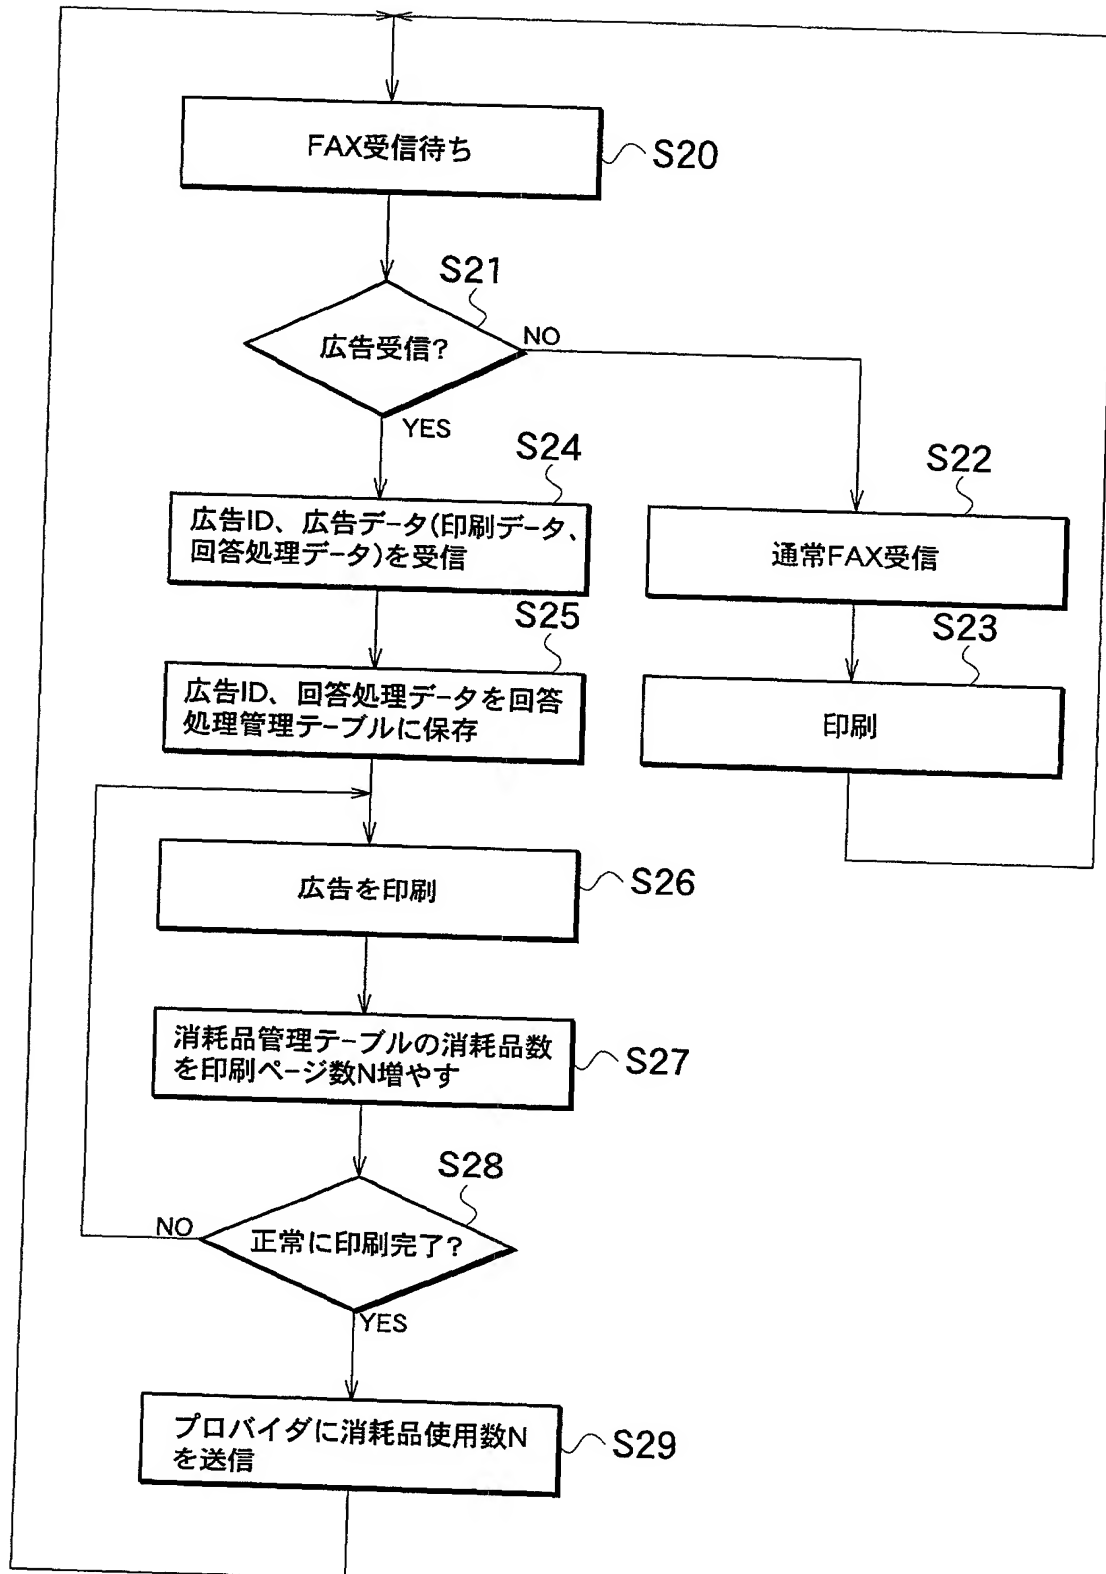 FAX受信待ち
S20
S21
広告受信?
NO
YES
S24
広告ID、広告データ(印刷データ、
回答処理データ)を受信
S22
通常FAX受信
S25
広告ID、回答処理データを回答
処理管理テーブルに保存
S23
印刷
広告を印刷
S26
消耗品管理テーブルの消耗品数
を印刷ページ数N増やす
S27
S28
正常に印刷完了?
NO
YES
プロバイダに消耗品使用数N
を送信
S29